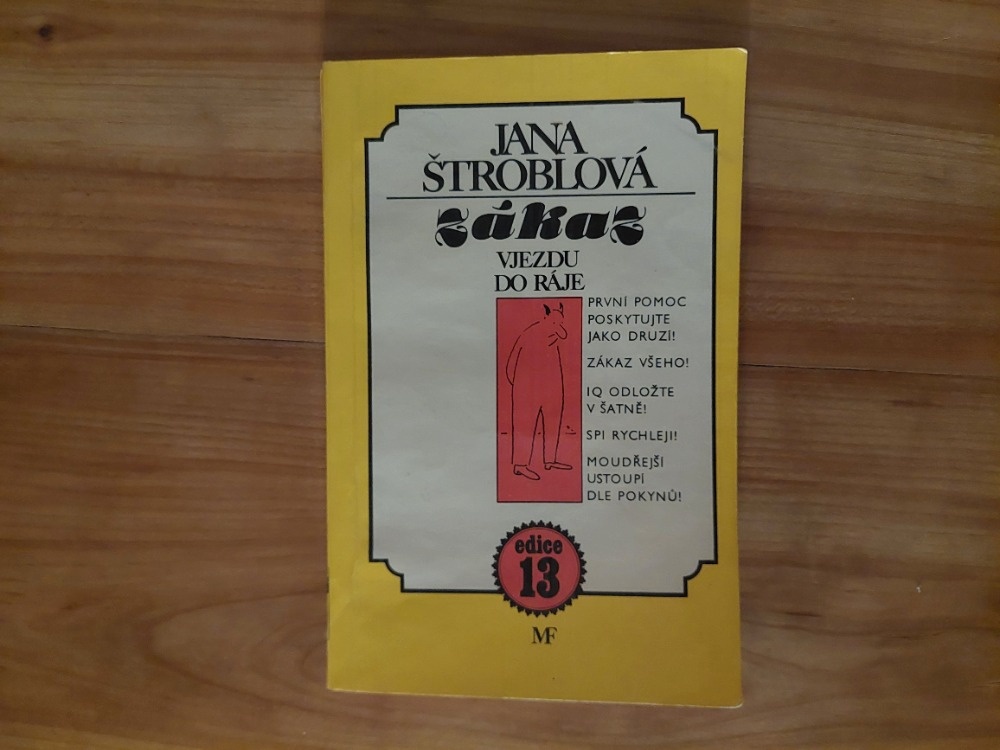 JANA
ŠTROBLOVÁ
zákaz
VJEZDU
DO RÁJE
PRVNÍ POMOC
POSKYTUJTE
JAKO DRUZÍ!
ZÁKAZ VŠEHO!
IQ ODLOŽTE
V ŠATNĚ!
SPI RYCHLEJI!
MOUDŘEJŠÍ
USTOUPÍ
DLE POKYNŮ!
edice
13
MF